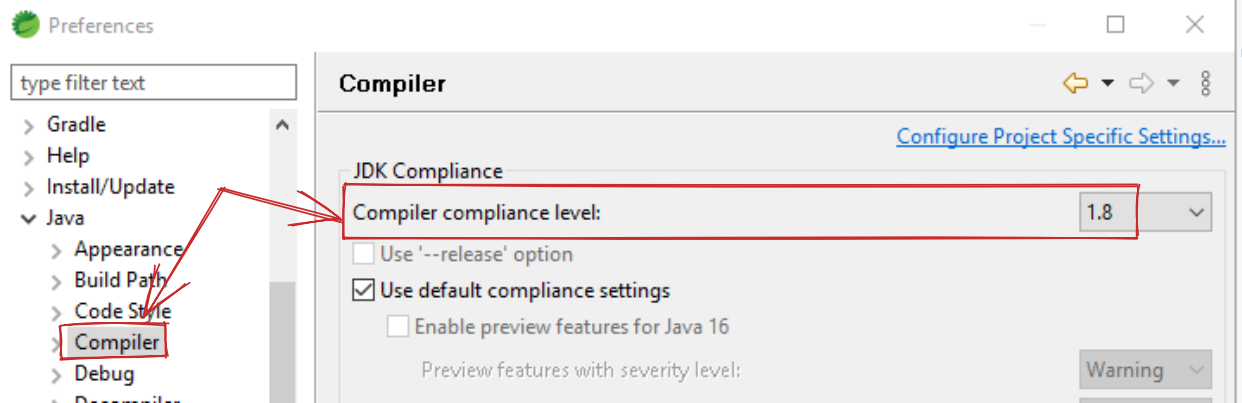 Preferences
type filter text
Gradle
Help
Install/Update
Java
Appearance
Build Path
Code Style
Compiler
Debug
Decompiler
Compiler
Configure Project Specific Settings...
JDK Compliance
Compiler compliance level:
1.8
Use '--release' option
Use default compliance settings
Enable preview features for Java 16
Preview features with severity level:
Warning